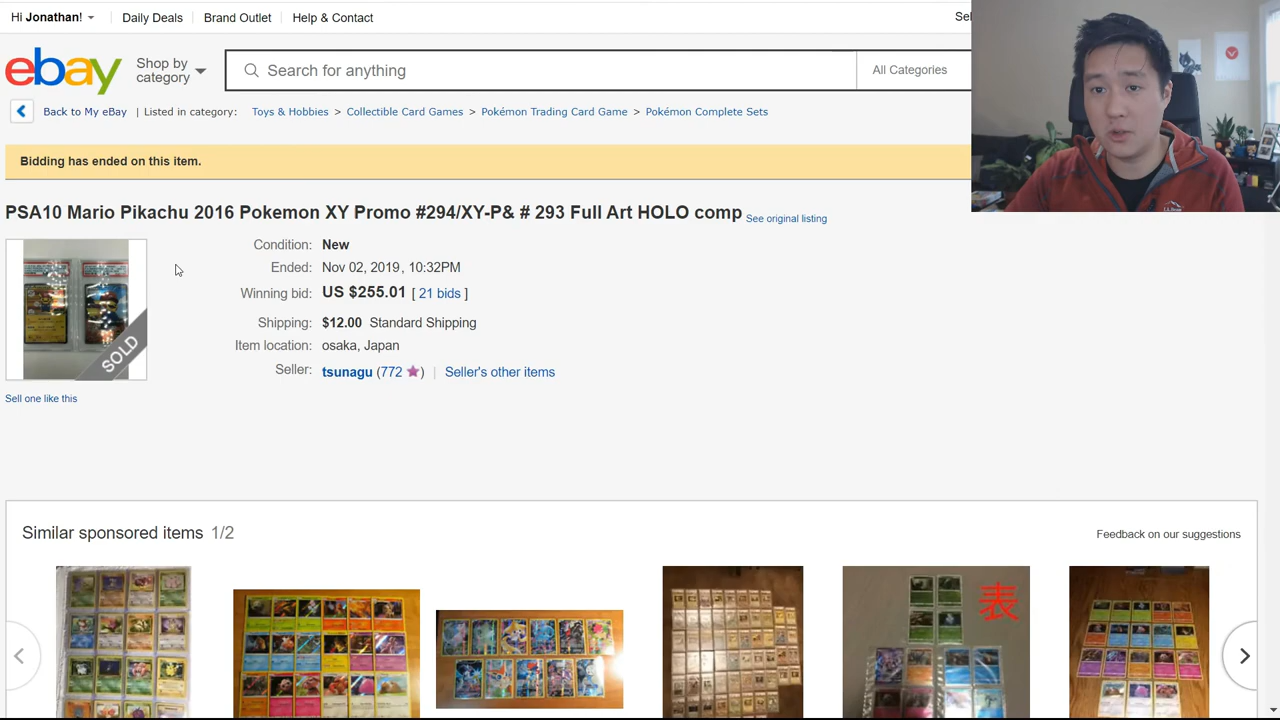 Hi Jonathan!
Daily Deals
Brand Outlet
Help & Contact
Sel
ebay
Shop by
category
Search for anything
All Categories
Back to My eBay | Listed in category: Toys & Hobbies > Collectible Card Games > Pokémon Trading Card Game > Pokémon Complete Sets
Bidding has ended on this item.
PSA10 Mario Pikachu 2016 Pokemon XY Promo #294/XY-P& # 293 Full Art HOLO comp See original listing
Condition: New
Ended: Nov 02, 2019 , 10:32PM
Winning bid: US $255.01 [ 21 bids ]
Shipping: $12.00 Standard Shipping
Item location: osaka, Japan
Seller: tsunagu (772 ) | Seller's other items
SOLD
Sell one like this
Similar sponsored items 1/2
Feedback on our suggestions
表